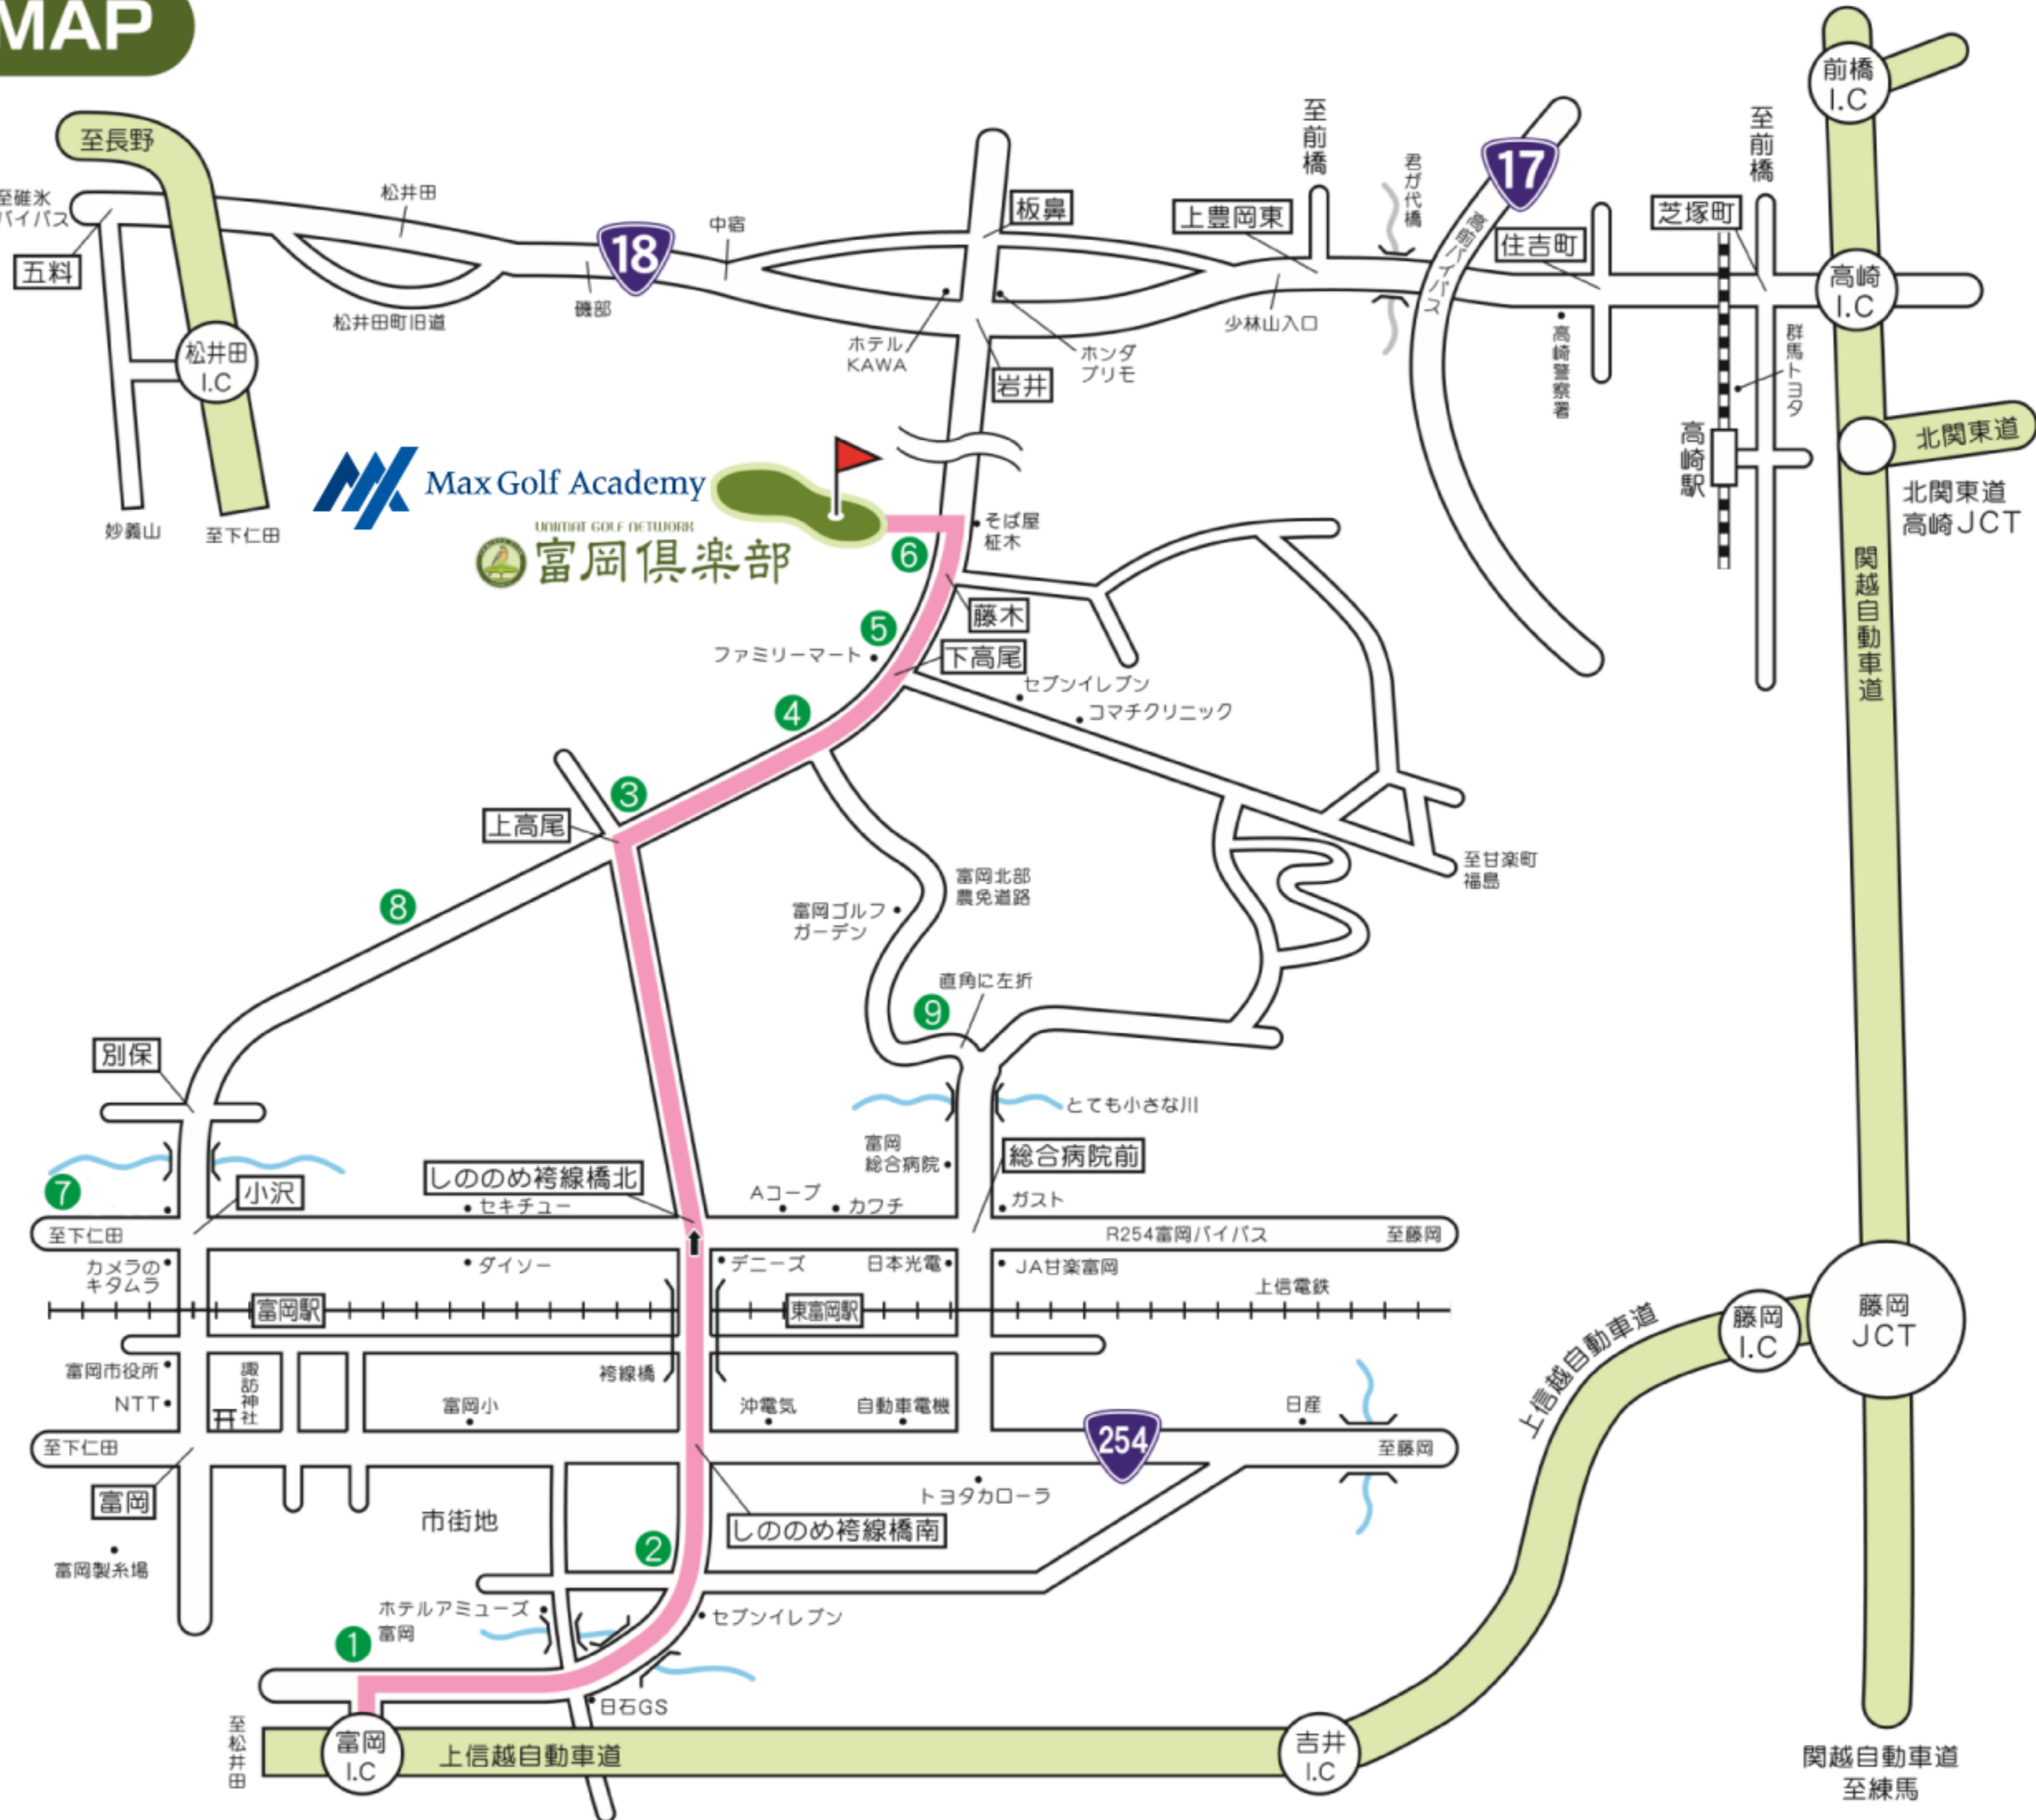 MAP
前橋
I.C
至長野
至碓氷
バイパス
五料
松井田
18
中宿
磯部
松井田町旧道
松井田
I.C
妙義山
至下仁田
板鼻
ホテル
KAWA
ホンダ
プリモ
岩井
上豊岡東
至前橋
少林山入口
君が代橋
17
高前バイパス
住吉町
高崎警察署
芝塚町
至前橋
群馬トヨタ
高崎駅
高崎
I.C
北関東道
北関東道
高崎JCT
関越自動車道
Max Golf Academy
UNIMAT GOLF NETWORK
富岡倶楽部
そば屋
柾木
6
藤木
5
ファミリーマート
下高尾
セブンイレブン
コマチクリニック
4
3
上高尾
至甘楽町
福島
富岡北部
農免道路
富岡ゴルフ
ガーデン
8
直角に左折
9
別保
とても小さな川
富岡
総合病院
総合病院前
7
小沢
しののめ袴線橋北
セキチュー
Aコープ
カワチ
ガスト
至下仁田
R254富岡バイパス
至藤岡
カメラの
キタムラ
ダイソー
デニーズ
日本光電
JA甘楽富岡
上信電鉄
富岡駅
東富岡駅
富岡市役所
NTT
諏訪神社
袴線橋
富岡小
沖電気
自動車電機
254
日産
至下仁田
至藤岡
富岡
市街地
トヨタカローラ
しののめ袴線橋南
富岡製糸場
2
ホテルアミューズ
富岡
セブンイレブン
1
日石GS
至松井田
富岡
I.C
上信越自動車道
吉井
I.C
上信越自動車道
藤岡
I.C
藤岡
JCT
関越自動車道
至練馬